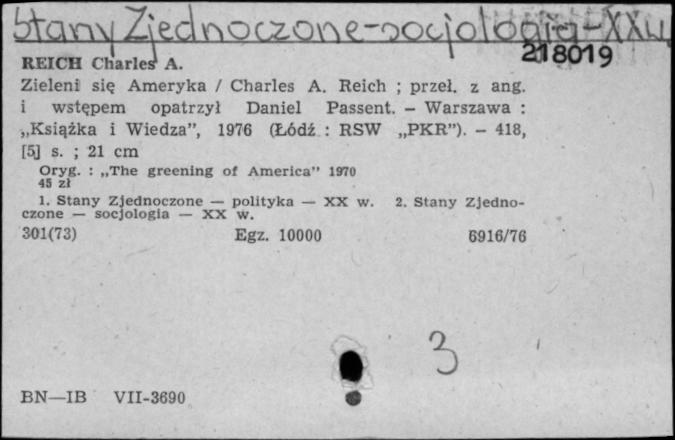 Stany Zjednoczone-socjologia-XXw.
218019
REICH Charles A.
Zieleni się Ameryka / Charles A. Reich ; przeł. z ang.
i wstępem opatrzył Daniel Passent. — Warszawa :
„Książka i Wiedza”, 1976 (Łódź : RSW „PKR”). — 418,
[5] s. ; 21 cm
Oryg. : „The greening of America” 1970
45 zł
1. Stany Zjednoczone — polityka — XX w. 2. Stany Zjedno-
czone — socjologia — XX w.
301(73) Egz. 10000 6916/76
3
BN—IB VII-3690